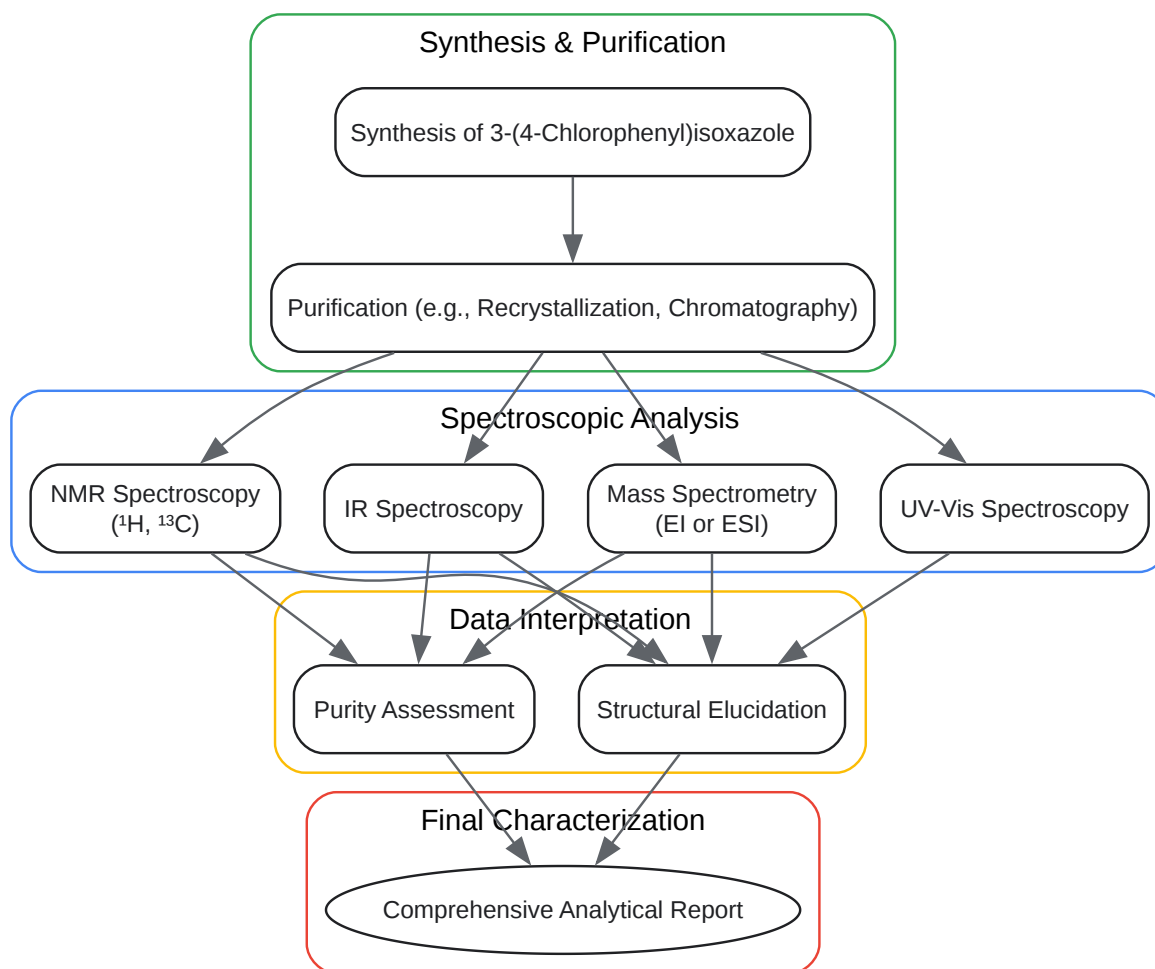 Synthesis & Purification
Synthesis of 3-(4-Chlorophenyl)isoxazole
Purification (e.g., Recrystallization, Chromatography)
Spectroscopic Analysis
NMR Spectroscopy
(¹H, ¹³C)
IR Spectroscopy
Mass Spectrometry
(EI or ESI)
UV-Vis Spectroscopy
Data Interpretation
Purity Assessment
Structural Elucidation
Final Characterization
Comprehensive Analytical Report